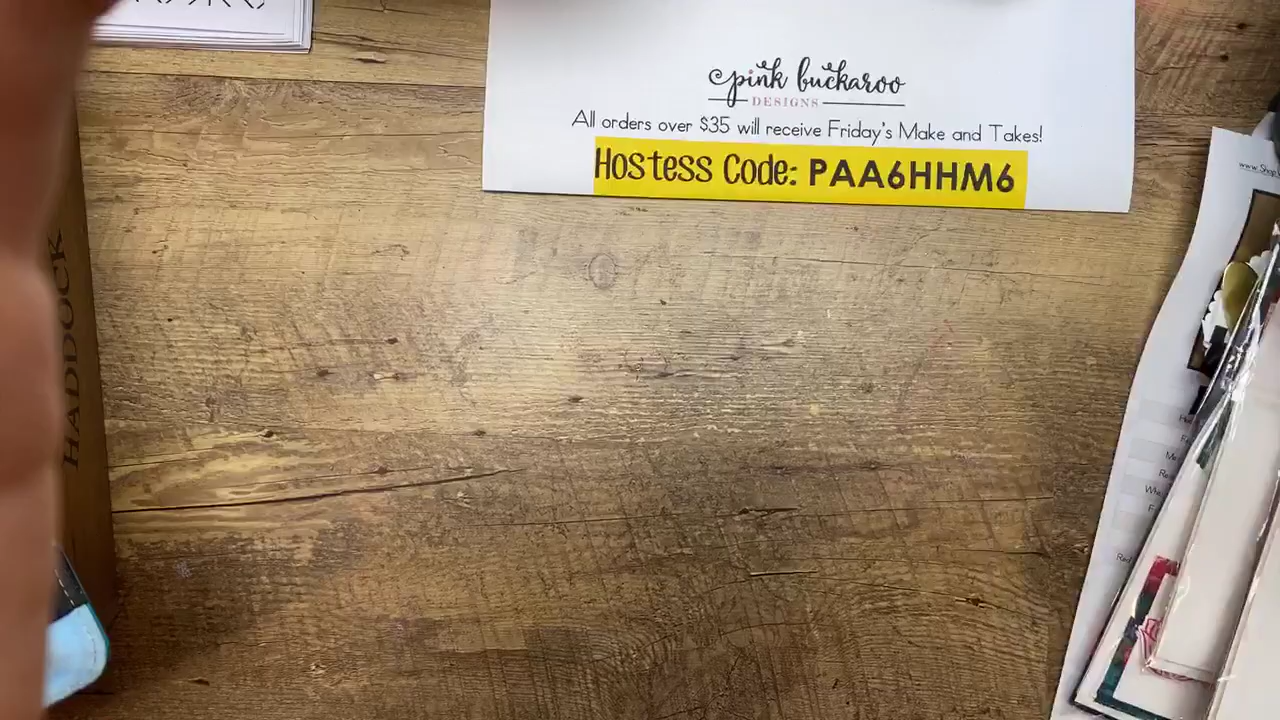 pink buckaroo
DESIGNS
All orders over $35 will receive Friday's Make and Takes!
Hostess Code: PAA6HHM6
HADDOCK